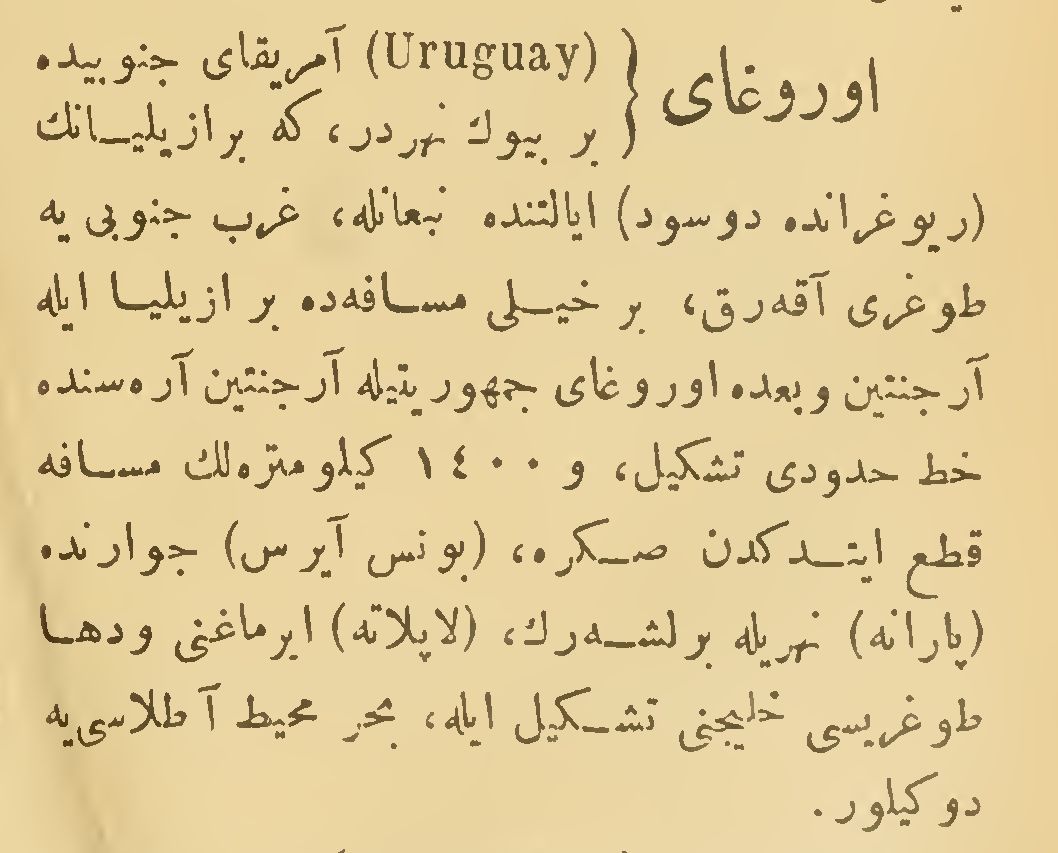 اوروغای { (Uruguay) آمریقای جنوبیده
بر بیوك نهردر، كه برازیلیانك
(ریوغرانده دوسود) ایالتنده نبعانله، غرب جنوبی یه
طوغری آقه‌رق، بر خیلی مسافه‌ده برازیلیا ایله
آرجنتین وبعده اوروغای جمهوریتیله آرجنتین آره‌سنده
خط حدودی تشكیل، و ١٤٠٠ كیلومتره‌لك مسافه
قطع ایتدكدن صكره، (بونس آیرس) جوارنده
(پارانه) نهریله برلشه‌رك، (لاپلاته) ایرماغنی ودها
طوغریسی خلیجنی تشكیل ایله، بحر محیط آطلاسی‌یه
دوكیلور.